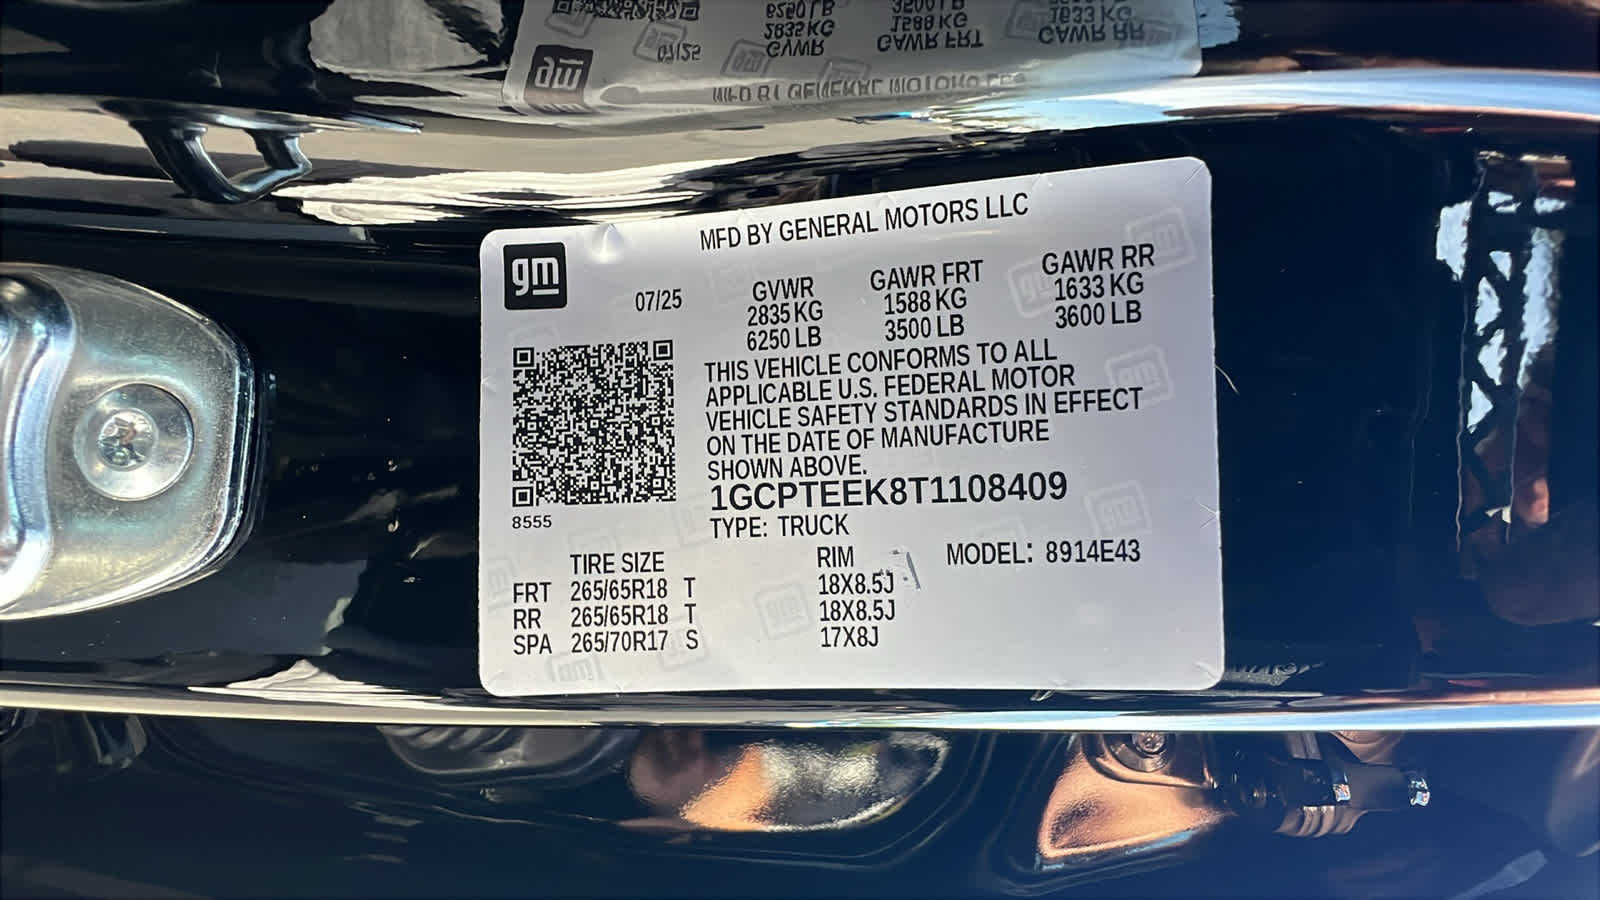 MFD BY GENERAL MOTORS LLC
gm
07/25
GVWR GAWR FRT GAWR RR
2835 KG 1588 KG 1633 KG
6250 LB 3500 LB 3600 LB
THIS VEHICLE CONFORMS TO ALL
APPLICABLE U.S. FEDERAL MOTOR
VEHICLE SAFETY STANDARDS IN EFFECT
ON THE DATE OF MANUFACTURE
SHOWN ABOVE.
1GCPTEEK8T1108409
8555
TYPE: TRUCK
TIRE SIZE RIM MODEL: 8914E43
FRT 265/65R18 T 18X8.5J
RR 265/65R18 T 18X8.5J
SPA 265/70R17 S 17X8J